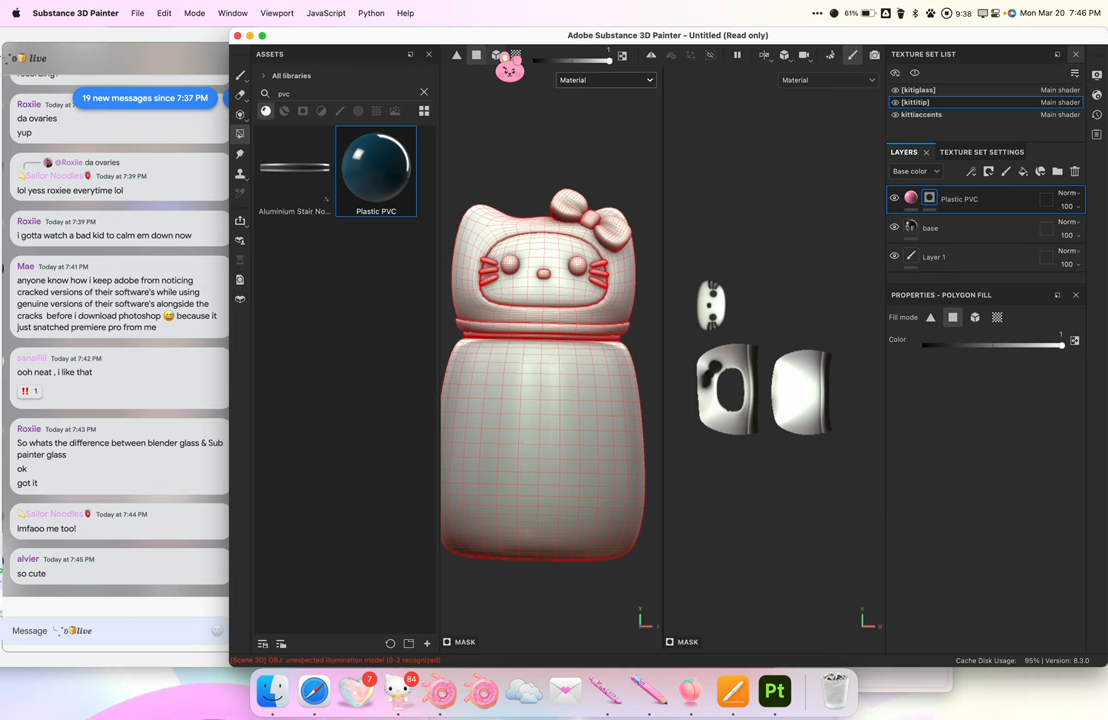 Substance 3D Painter File Edit Mode Window Viewport JavaScript Python Help
61% 9:38 Mon Mar 20 7:46 PM
live
19 new messages since 7:37 PM
Roxiie Today at 7:37 PM
da ovaries
yup
@Roxiie da ovaries
Sailor Noodles Today at 7:39 PM
lol yess roxiee everytime lol
Roxiie Today at 7:39 PM
i gotta watch a bad kid to calm em down now
Mae Today at 7:41 PM
anyone know how i keep adobe from noticing
cracked versions of their software's while using
genuine versions of their software's alongside the
cracks before i download photoshop 😅 because it
just snatched premiere pro from me
sanaiiiii Today at 7:42 PM
ooh neat , i like that
‼️ 1
Roxiie Today at 7:43 PM
So whats the difference between blender glass & Sub
painter glass
ok
got it
Sailor Noodles Today at 7:44 PM
lmfaoo me too!
alvier Today at 7:45 PM
so cute
Message live
Adobe Substance 3D Painter - Untitled (Read only)
ASSETS
All libraries
pvc
Aluminium Stair No...
Plastic PVC
1
Material
Material
MASK
MASK
[Scene 3D] OBJ: unexpected illumination model (0-2 recognized)
Cache Disk Usage: 95% | Version: 8.3.0
TEXTURE SET LIST
[kitiglass] Main shader
[kittitip] Main shader
kittiaccents Main shader
LAYERS TEXTURE SET SETTINGS
Base color
Plastic PVC Norm
100
base Norm
100
Layer 1 Norm
100
PROPERTIES - POLYGON FILL
Fill mode
Color 1
7
84
Pt